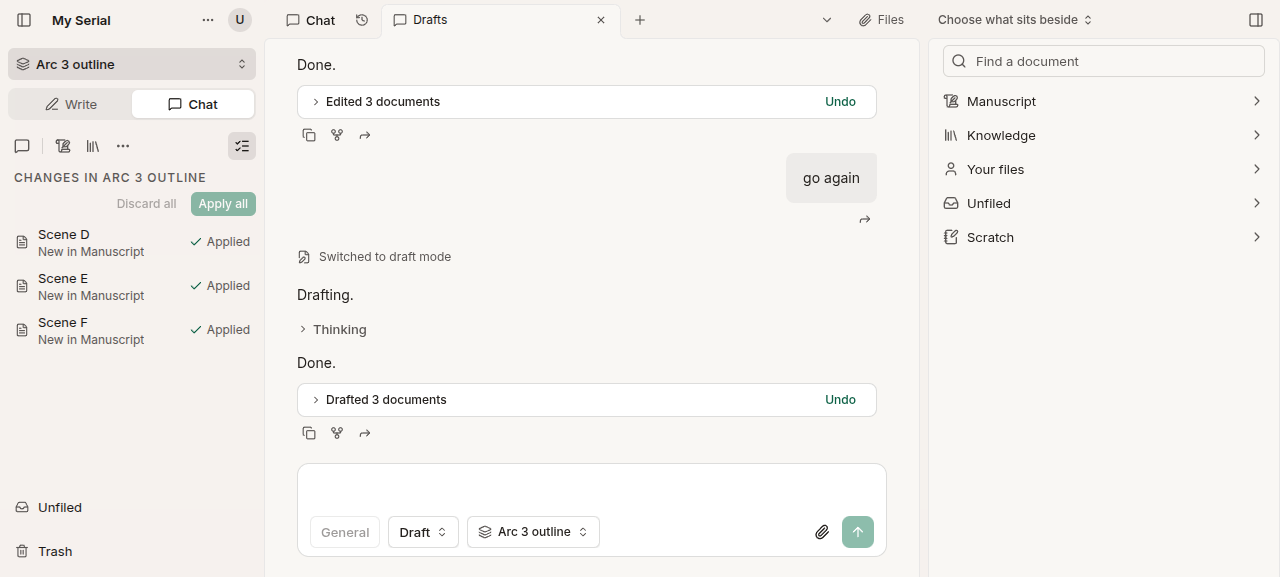 My Serial
U
Arc 3 outline
Write
Chat
CHANGES IN ARC 3 OUTLINE
Discard all
Apply all
Scene D
New in Manuscript
Applied
Scene E
New in Manuscript
Applied
Scene F
New in Manuscript
Applied
Unfiled
Trash
Chat
Drafts
Files
Done.
Edited 3 documents
Undo
go again
Switched to draft mode
Drafting.
Thinking
Done.
Drafted 3 documents
Undo
General
Draft
Arc 3 outline
Choose what sits beside
Find a document
Manuscript
Knowledge
Your files
Unfiled
Scratch